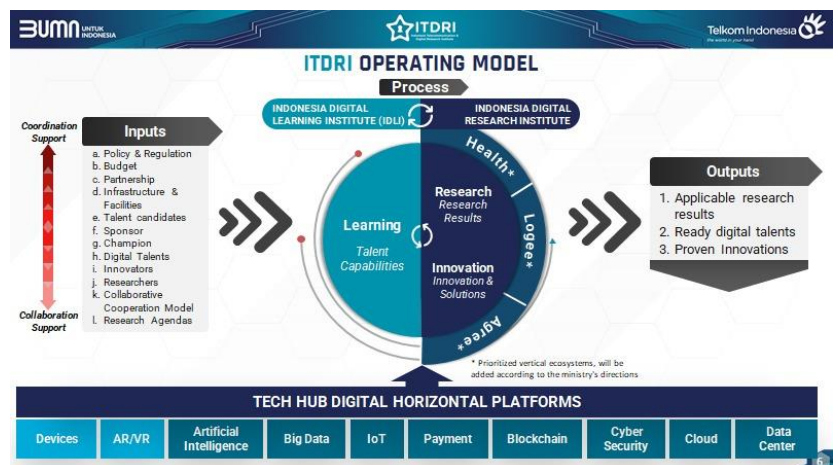 BUMN UNTUK
INDONESIA
ITDRI
Telkom Indonesia
the world in your hand
ITDRI OPERATING MODEL
Process
INDONESIA DIGITAL
LEARNING INSTITUTE (IDLI)
INDONESIA DIGITAL
RESEARCH INSTITUTE
Coordination
Support
Collaboration
Support
Inputs
a. Policy & Regulation
b. Budget
c. Partnership
d. Infrastructure &
Facilities
e. Talent candidates
f. Sponsor
g. Champion
h. Digital Talents
i. Innovators
j. Researchers
k. Collaborative
Cooperation Model
l. Research Agendas
Learning
Talent
Capabilities
Research
Research
Results
Innovation
Innovation &
Solutions
Health*
Logee*
Agree*
Outputs
1. Applicable research
results
2. Ready digital talents
3. Proven Innovations
* Prioritized vertical ecosystems, will be
added according to the ministry's directions
TECH HUB DIGITAL HORIZONTAL PLATFORMS
Devices
AR/VR
Artificial
Intelligence
Big Data
IoT
Payment
Blockchain
Cyber
Security
Cloud
Data
Center
6